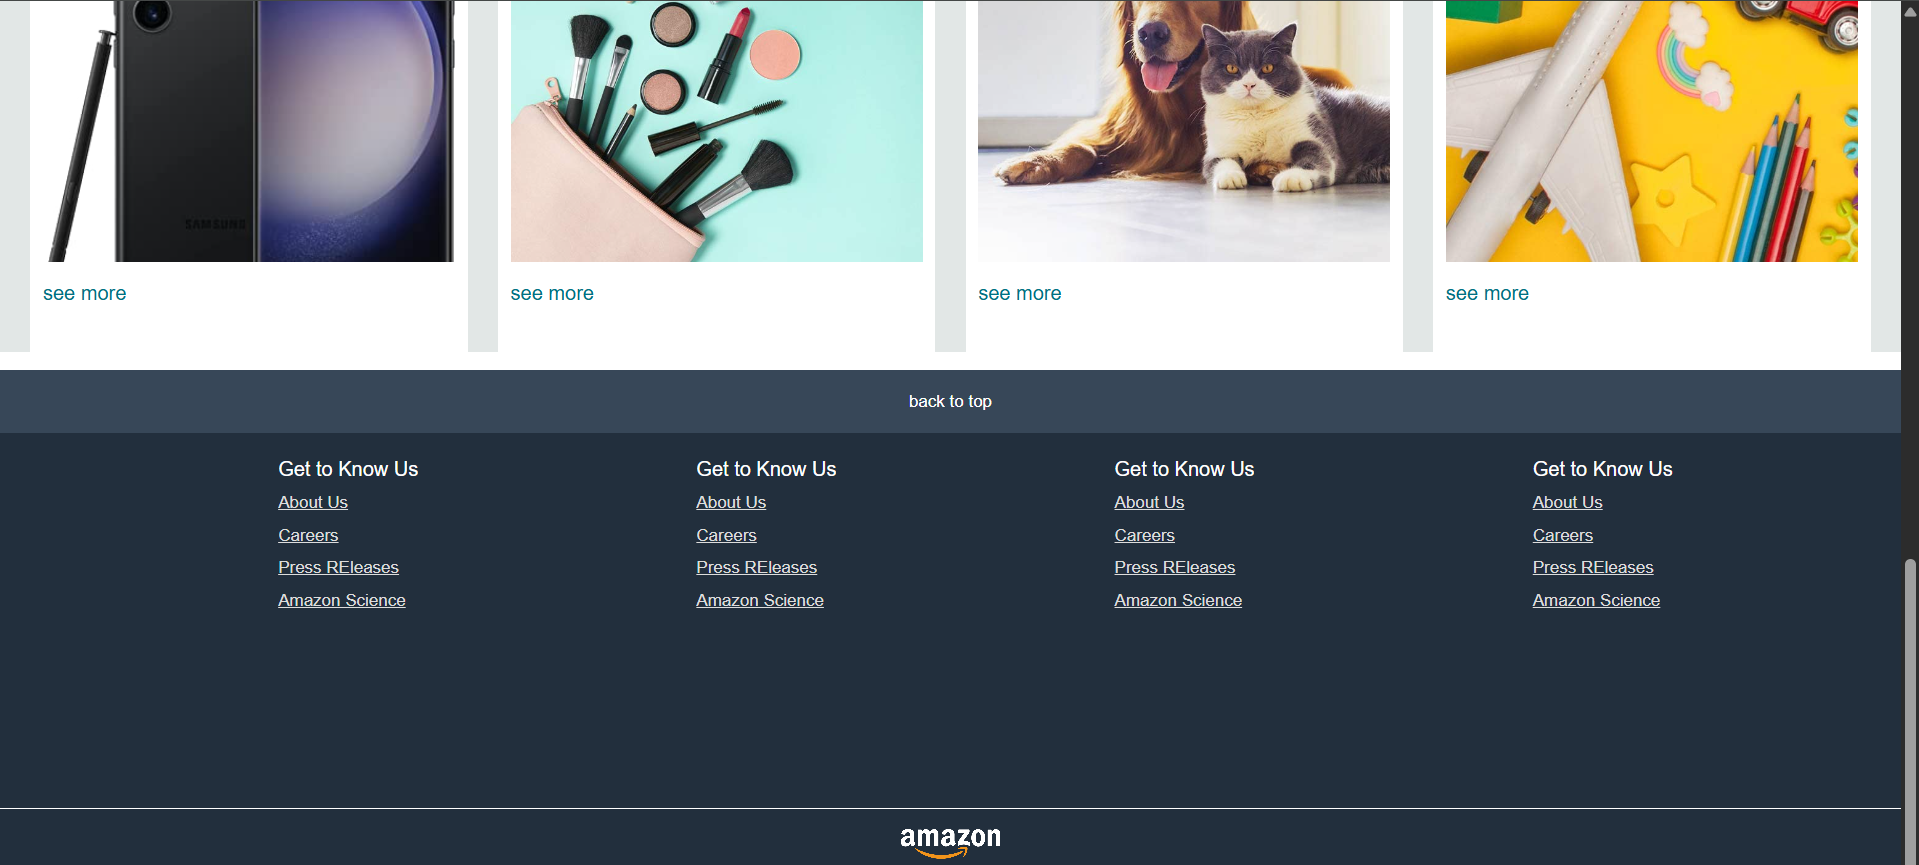 SAMSUNG
see more
see more
see more
see more
back to top
Get to Know Us
About Us
Careers
Press REleases
Amazon Science
Get to Know Us
About Us
Careers
Press REleases
Amazon Science
Get to Know Us
About Us
Careers
Press REleases
Amazon Science
Get to Know Us
About Us
Careers
Press REleases
Amazon Science
amazon